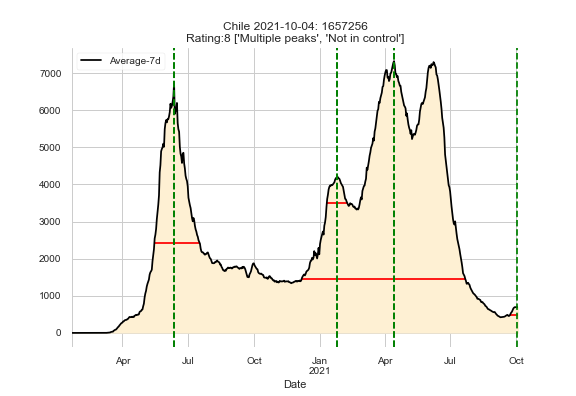 Chile 2021-10-04: 1657256
Rating:8 ['Multiple peaks', 'Not in control']
Average-7d
7000
6000
5000
4000
3000
2000
1000
0
Apr Jul Oct Jan Apr Jul Oct
2021
Date